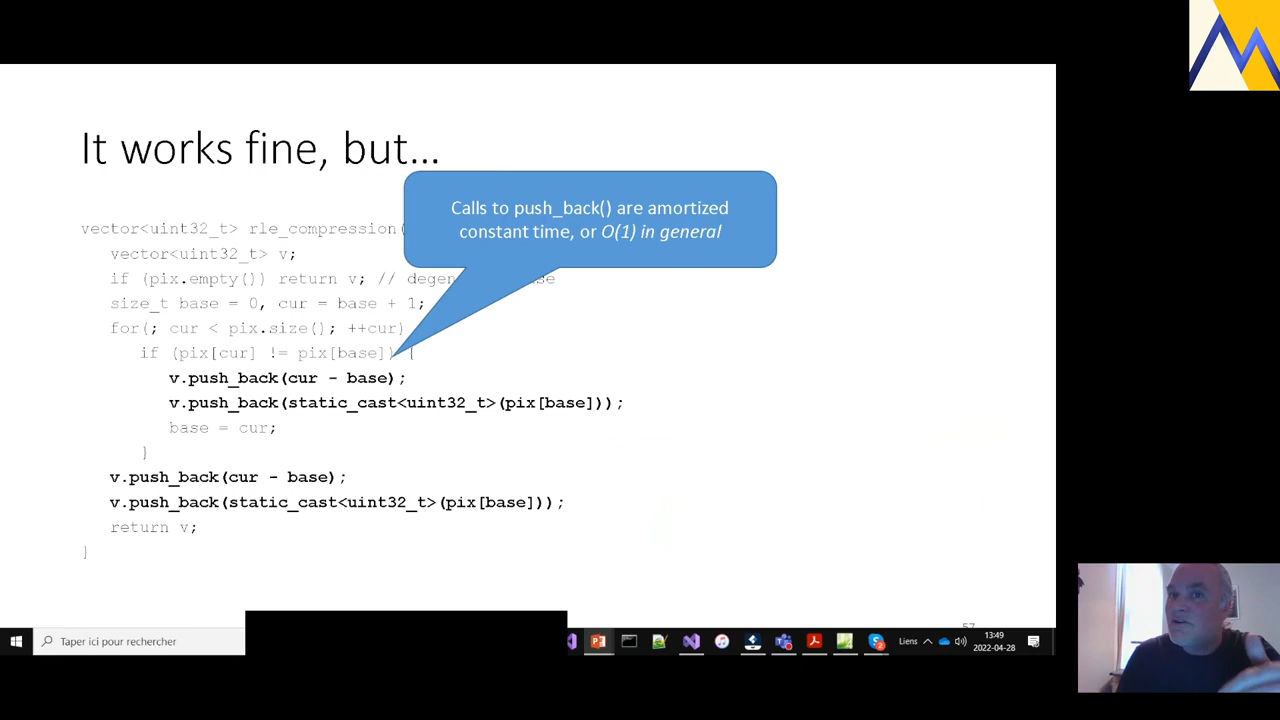 It works fine, but…
Calls to push_back() are amortized
constant time, or O(1) in general
vector<uint32_t> rle_compression(
vector<uint32_t> v;
if (pix.empty()) return v; // degen
size_t base = 0, cur = base + 1;
for(; cur < pix.size(); ++cur)
if (pix[cur] != pix[base]) {
v.push_back(cur - base);
v.push_back(static_cast<uint32_t>(pix[base]));
base = cur;
}
v.push_back(cur - base);
v.push_back(static_cast<uint32_t>(pix[base]));
return v;
}
57
Taper ici pour rechercher
Liens
13:49
2022-04-28